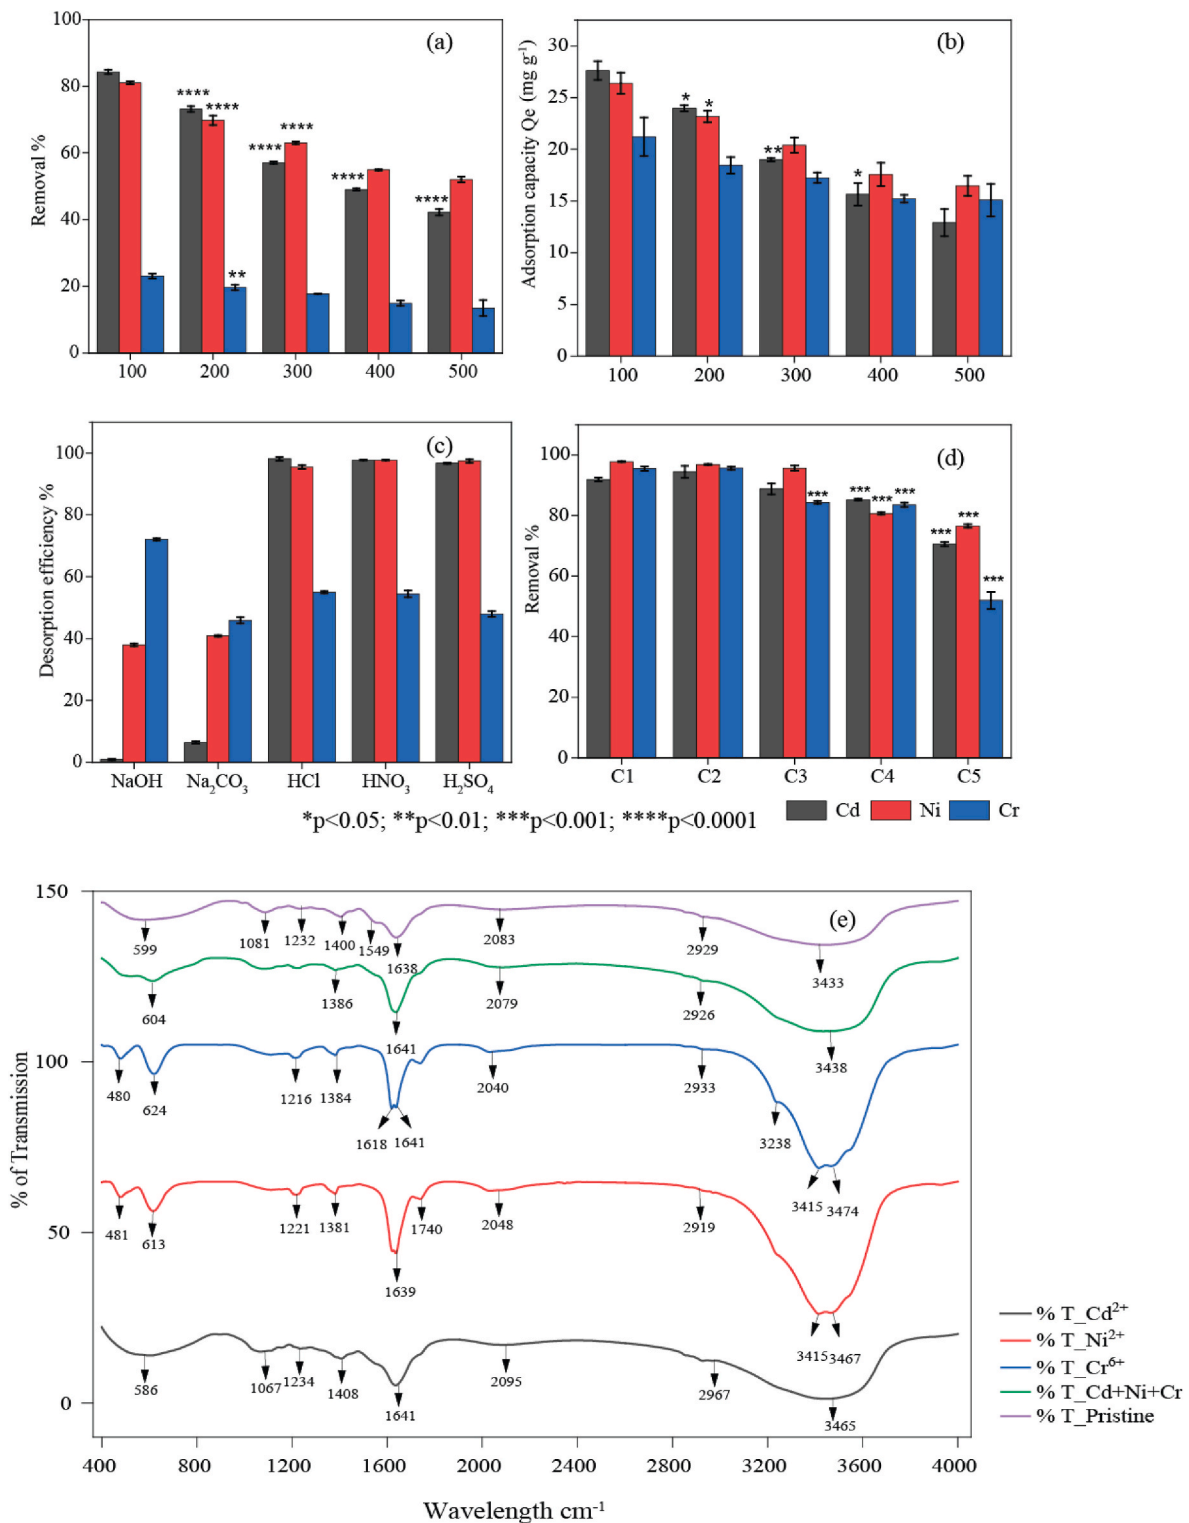 (a)
Removal %
100
80
60
40
20
0
**** **** **** **** **** **** **
100 200 300 400 500
(b)
Adsorption capacity Qe (mg g⁻¹)
30
25
20
15
10
5
0
* * ** *
100 200 300 400 500
(c)
Desorption efficiency %
100
80
60
40
20
0
NaOH Na₂CO₃ HCl HNO₃ H₂SO₄
(d)
Removal %
100
80
60
40
20
0
*** *** *** *** *** *** ***
C1 C2 C3 C4 C5
*p<0.05; **p<0.01; ***p<0.001; ****p<0.0001
Cd Ni Cr
(e)
% of Transmission
150
100
50
0
599 1081 1232 1400 1549 1638 2083 2929 3433
604 1386 1641 2079 2926 3438
480 624 1216 1384 1618 1641 2040 2933 3238 3415 3474
481 613 1221 1381 1639 1740 2048 2919 3415 3467
586 1067 1234 1408 1641 2095 2967 3465
% T_Cd²⁺
% T_Ni²⁺
% T_Cr⁶⁺
% T_Cd+Ni+Cr
% T_Pristine
400 800 1200 1600 2000 2400 2800 3200 3600 4000
Wavelength cm⁻¹